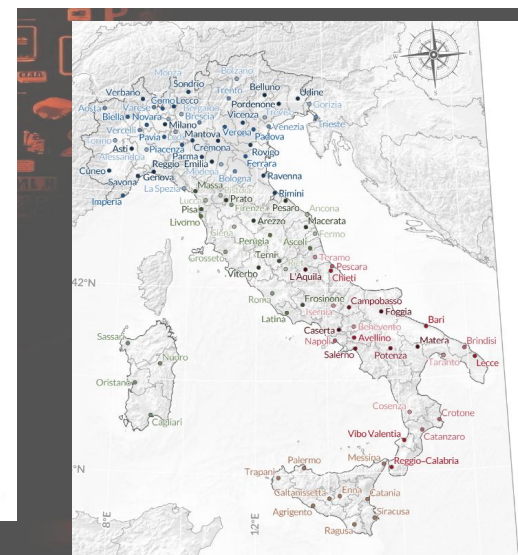 Monza
Sondrio
Bolzano
Trento
Belluno
Udine
Verbano
Varese
Como
Lecco
Bergamo
Pordenone
Gorizia
Aosta
Biella
Novara
Milano
Brescia
Vicenza
Treviso
Trieste
Vercelli
Pavia
Lodi
Mantova
Verona
Venezia
Padova
Torino
Asti
Piacenza
Cremona
Rovigo
Alessandria
Parma
Ferrara
Reggio Emilia
Modena
Cúneo
Genova
Bologna
Ravenna
Savona
La Spezia
Massa
Rimini
Imperia
Pistoia
Lucca
Prato
Pesaro
Pisa
Firenze
Ancona
Livorno
Arezzo
Macerata
Siena
Fermo
Perugia
Ascoli
Grosseto
Terni
Teramo
Viterbo
L'Aquila
Pescara
Chieti
42°N
Roma
Frosinone
Campobasso
Isernia
Foggia
Latina
Bari
Caserta
Benevento
Sassari
Napoli
Avellino
Matera
Brindisi
Salerno
Potenza
Taranto
Lecce
Nuoro
Oristano
Cosenza
Crotone
Cagliari
Vibo Valentia
Catanzaro
Palermo
Messina
Reggio-Calabria
°N
Trapani
Caltanissetta
Enna
Catania
Agrigento
Siracusa
Ragusa
8°E
12°E